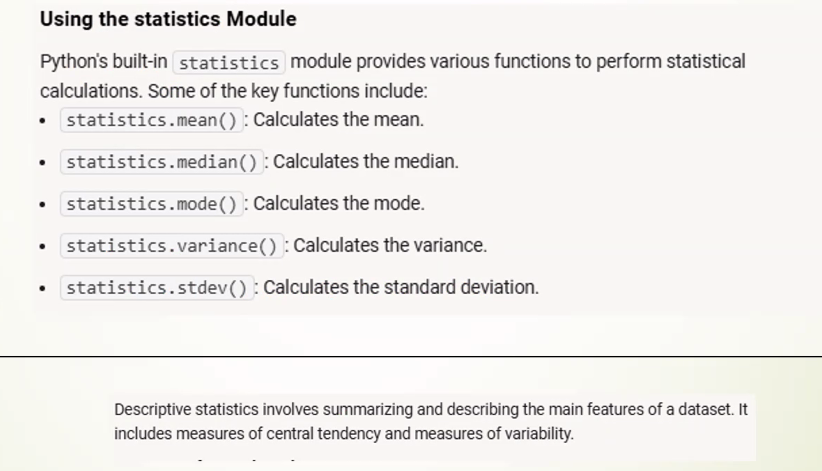 Using the statistics Module
Python's built-in statistics module provides various functions to perform statistical
calculations. Some of the key functions include:
• statistics.mean(): Calculates the mean.
• statistics.median(): Calculates the median.
• statistics.mode(): Calculates the mode.
• statistics.variance(): Calculates the variance.
• statistics.stdev(): Calculates the standard deviation.
Descriptive statistics involves summarizing and describing the main features of a dataset. It
includes measures of central tendency and measures of variability.